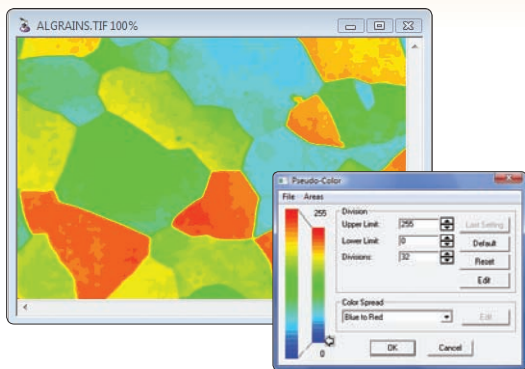 ALGRAINS.TIF 100%
Pseudo-Color
File Areas
255
0
Division
Upper Limit: 255
Lower Limit: 0
Divisions: 32
Last Setting
Default
Reset
Edit
Color Spread
Blue to Red
Edit
OK Cancel